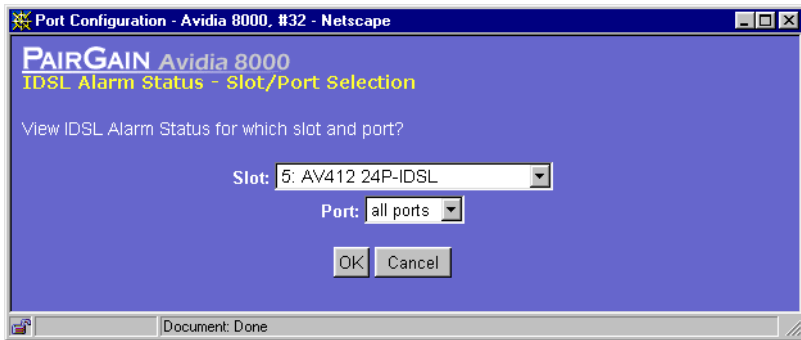 Port Configuration - Avidia 8000, #32 - Netscape
PAIRGAIN Avidia 8000
IDSL Alarm Status - Slot/Port Selection
View IDSL Alarm Status for which slot and port?
Slot: 5: AV412 24P-IDSL
Port: all ports
OK Cancel
Document: Done